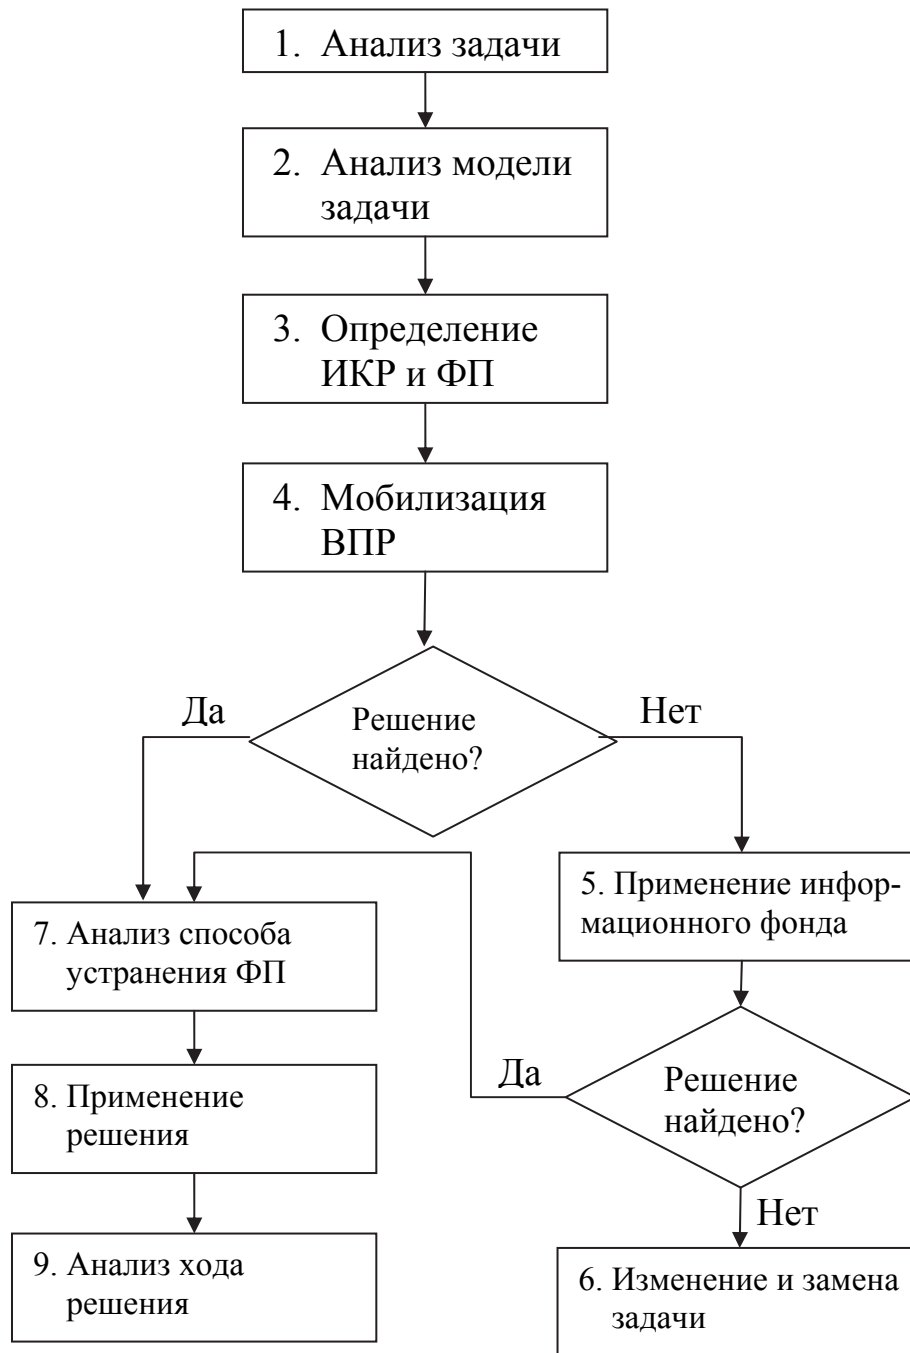 1. Анализ задачи
2. Анализ модели
задачи
3. Определение
ИКР и ФП
4. Мобилизация
ВПР
Да
Нет
Решение
найдено?
5. Применение инфор-
мационного фонда
7. Анализ способа
устранения ФП
Да
Решение
найдено?
8. Применение
решения
Нет
9. Анализ хода
решения
6. Изменение и замена
задачи